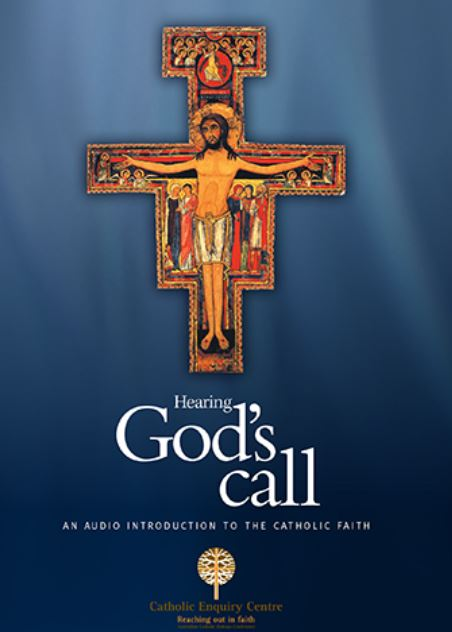 Hearing
God's
call
AN AUDIO INTRODUCTION TO THE CATHOLIC FAITH
Catholic Enquiry Centre
Reaching out in faith